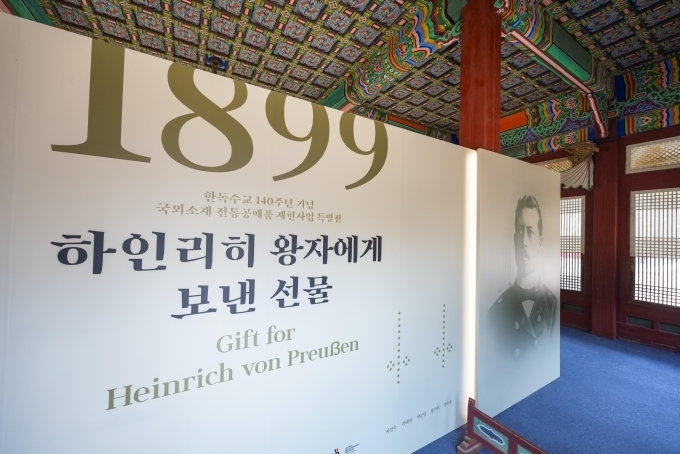 1899
한독수교 140주년 기념
국외소재 전통공예품 재현사업 특별전
하인리히 왕자에게
보낸 선물
Gift for
Heinrich von Preußen